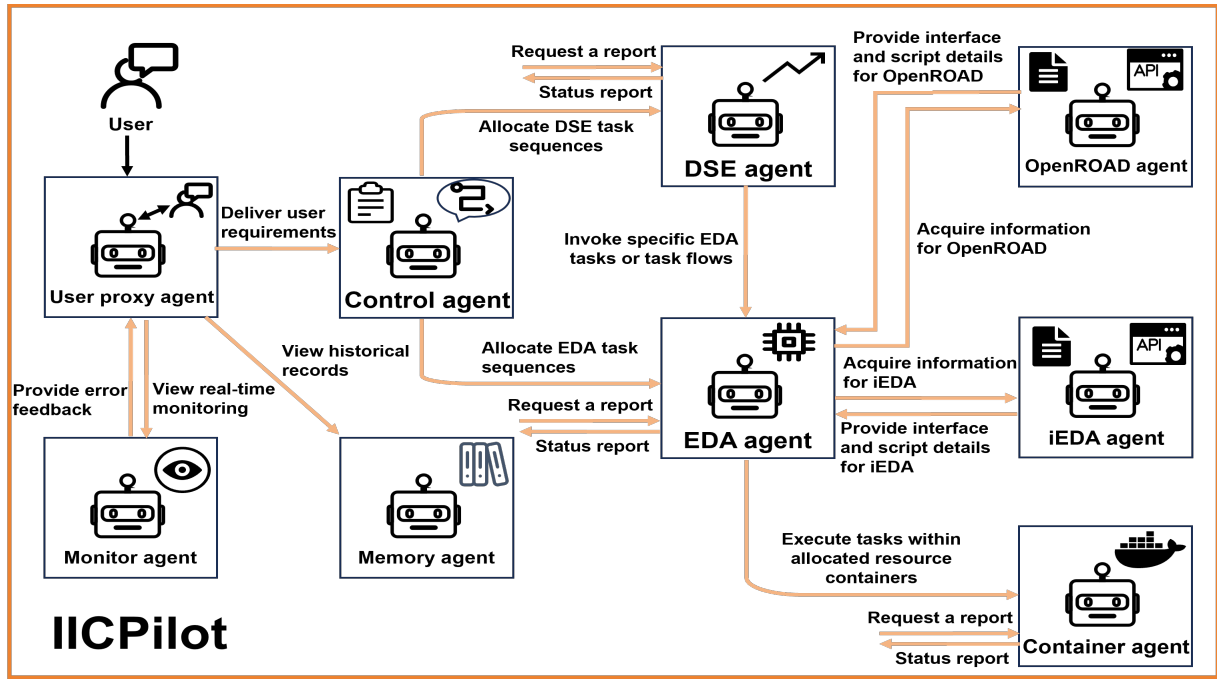 Request a report
Status report
Provide interface
and script details
for OpenROAD
API
User
Allocate DSE task
sequences
DSE agent
OpenROAD agent
Deliver user
requirements
Invoke specific EDA
tasks or task flows
Acquire information
for OpenROAD
User proxy agent
Control agent
View historical
records
Allocate EDA task
sequences
Acquire information
for iEDA
API
Provide error
feedback
View real-time
monitoring
Request a report
Status report
EDA agent
Provide interface
and script details
for iEDA
iEDA agent
Monitor agent
Memory agent
Execute tasks within
allocated resource
containers
IICPilot
Request a report
Status report
Container agent